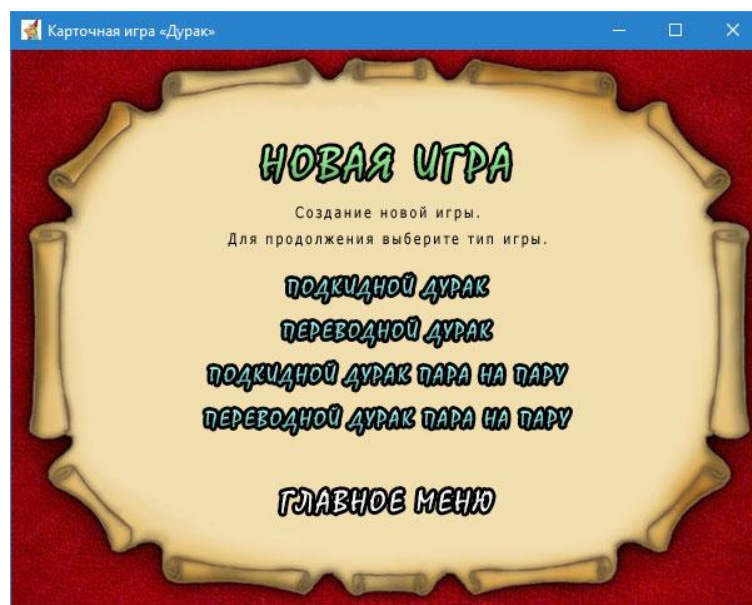 Карточная игра «Дурак»
НОВАЯ ИГРА
Создание новой игры.
Для продолжения выберите тип игры.
ПОДКИДНОЙ ДУРАК
ПЕРЕВОДНОЙ ДУРАК
ПОДКИДНОЙ ДУРАК ПАРА НА ПАРУ
ПЕРЕВОДНОЙ ДУРАК ПАРА НА ПАРУ
ГЛАВНОЕ МЕНЮ